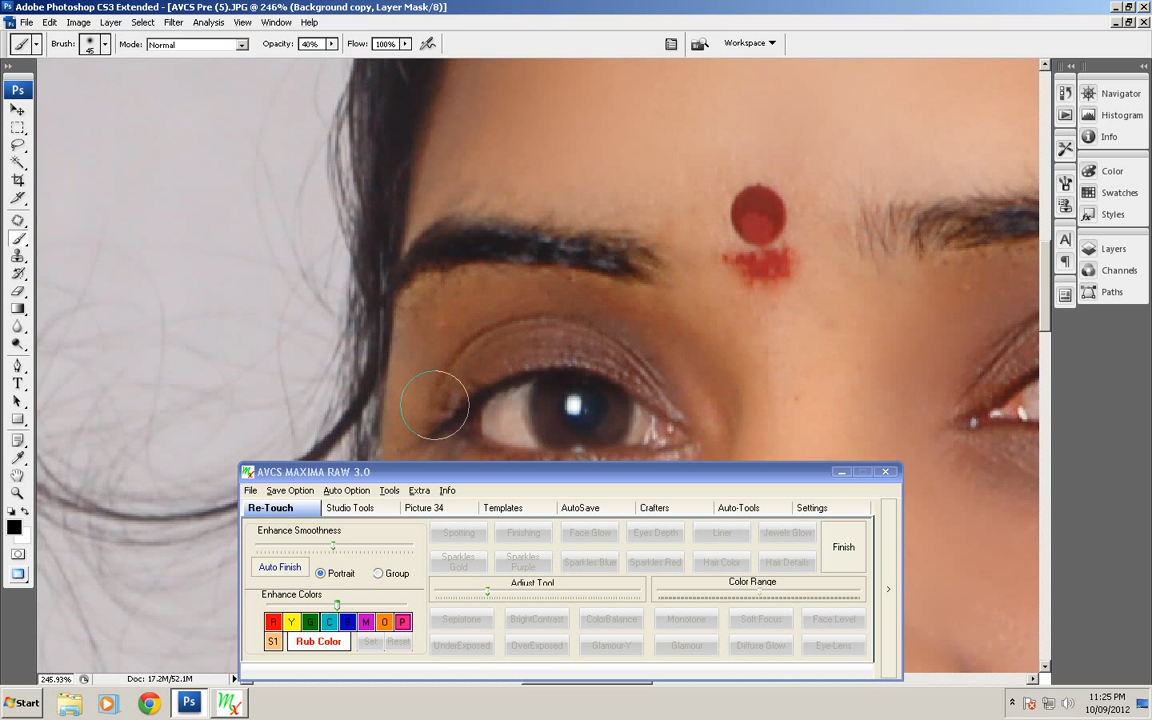 Adobe Photoshop CS3 Extended - [AVCS Pre (5).JPG @ 246% (Background copy, Layer Mask/8)]
File Edit Image Layer Select Filter Analysis View Window Help
Brush: 45 Mode: Normal Opacity: 40% Flow: 100% Workspace
Ps
Navigator
Histogram
Info
Color
Swatches
Styles
Layers
Channels
Paths
T
A
AVCS MAXIMA RAW 3.0
File Save Option Auto Option Tools Extra Info
Re-Touch Studio Tools Picture 34 Templates AutoSave Crafters Auto-Tools Settings
Enhance Smoothness
Auto Finish Portrait Group
Enhance Colors
R Y G C B M O P
S1 Rub Color Set Reset
Spotting Finishing Face Glow Eyes Depth Liner Jewels Glow
Sparkles Gold Sparkles Purple Sparkles Blue Sparkles Red Hair Color Hair Details
Finish
Adjust Tool Color Range
Sepiatone BrightContrast ColorBalance Monotone Soft Focus Face Level
UnderExposed OverExposed Glamour-Y Glamour Diffuse Glow Eye-Lens
245.93% Doc: 17.2M/52.1M
Start Ps 11:25 PM
10/09/2012